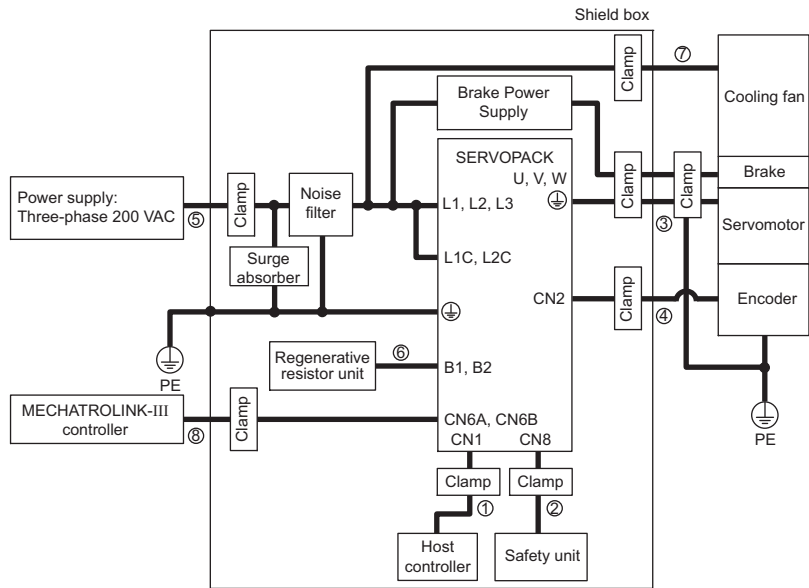 Shield box
Clamp
⑦
Cooling fan
Brake Power
Supply
SERVOPACK
U, V, W
Clamp
Clamp
Brake
Power supply:
Three-phase 200 VAC
⑤
Clamp
Noise
filter
L1, L2, L3
③
Servomotor
Surge
absorber
L1C, L2C
CN2
Clamp
④
Encoder
PE
Regenerative
resistor unit
⑥
B1, B2
MECHATROLINK-III
controller
⑧
Clamp
CN6A, CN6B
CN1
CN8
PE
Clamp
Clamp
①
②
Host
controller
Safety unit